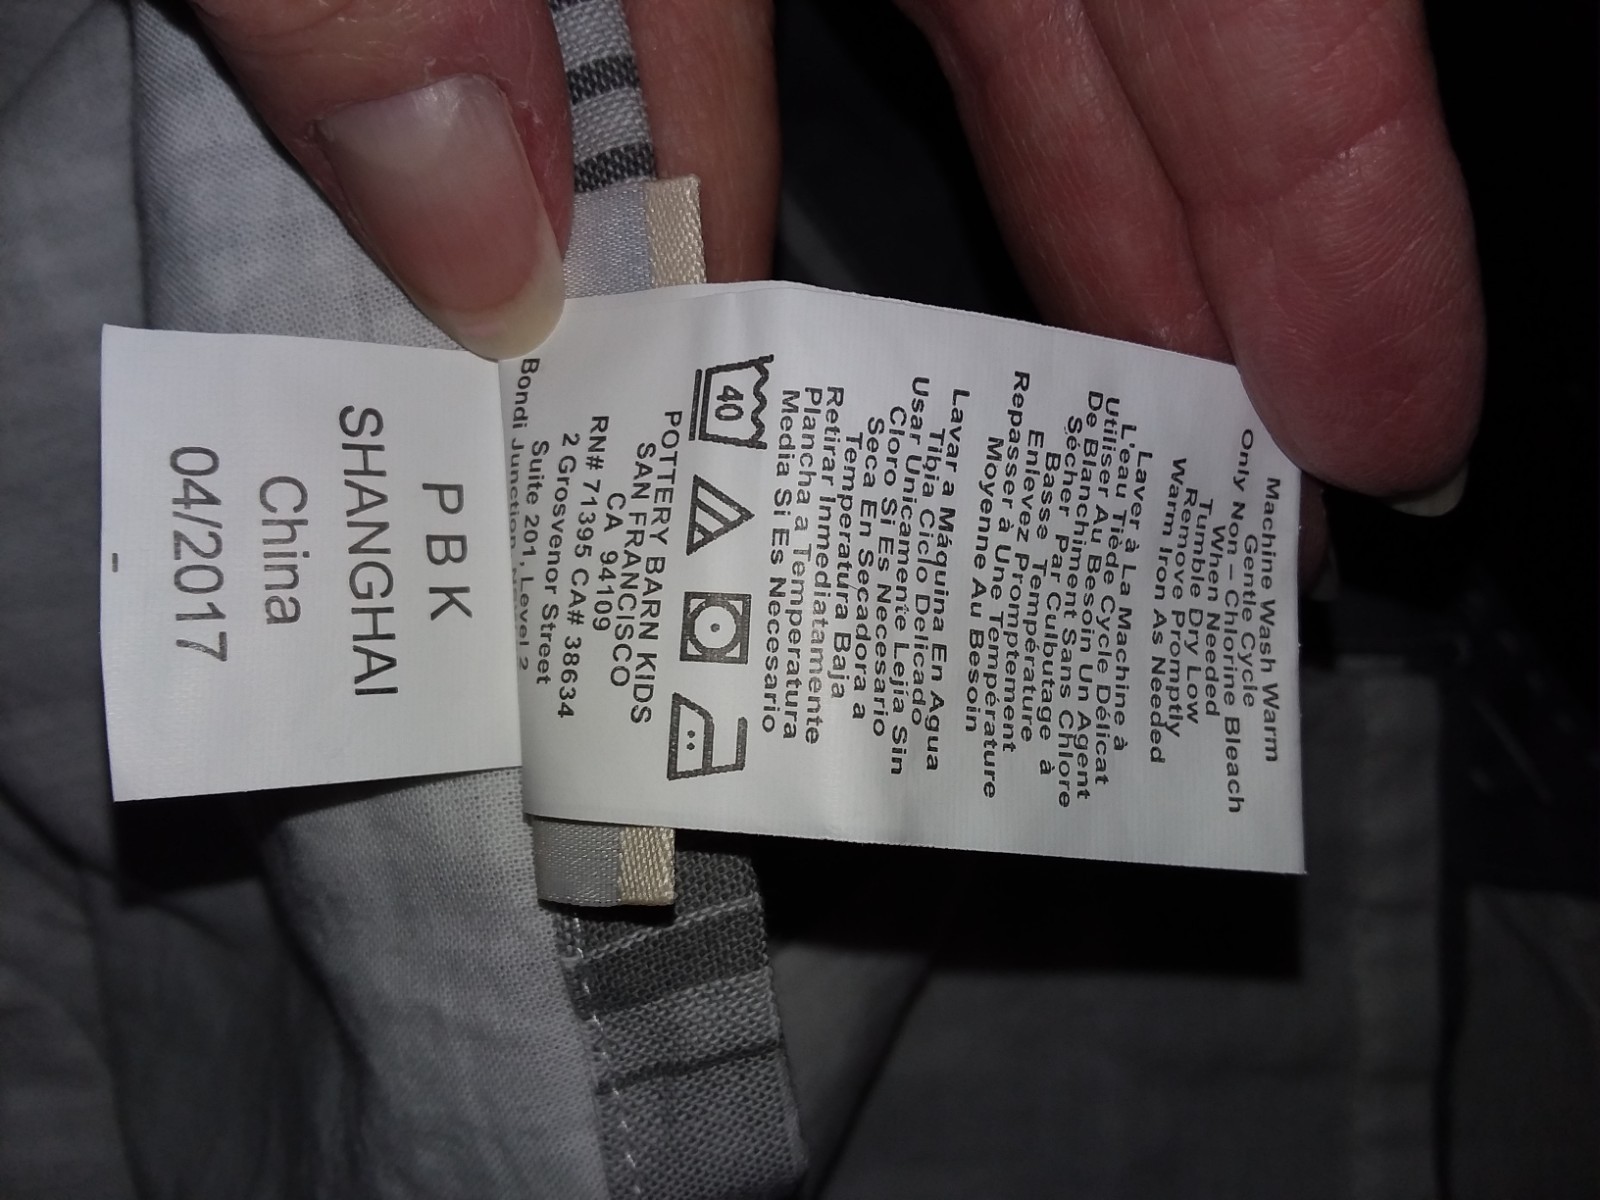 Machine Wash Warm
Gentle Cycle
Only Non – Chlorine Bleach
When Needed
Tumble Dry Low
Remove Promptly
Warm Iron As Needed
Laver à La Machine à
L'eau Tiède Cycle Délicat
Utiliser Au Besoin Un Agent
De Blanchiment Sans Chlore
Sécher Par Culbutage à
Basse Température
Enlevez Promptement
Repasser à Une Température
Moyenne Au Besoin
Lavar a Máquina En Agua
Tibia Ciclo Delicado
Usar Unicamente Lejía Sin
Cloro Si Es Necesario
Seca En Secadora a
Temperatura Baja
Retirar Inmediatamente
Plancha a Temperatura
Media Si Es Necesario
40
POTTERY BARN KIDS
SAN FRANCISCO
CA 94109
RN# 71395 CA# 38634
2 Grosvenor Street
Suite 201, Level 2
Bondi Junction
PBK
SHANGHAI
China
04/2017
-